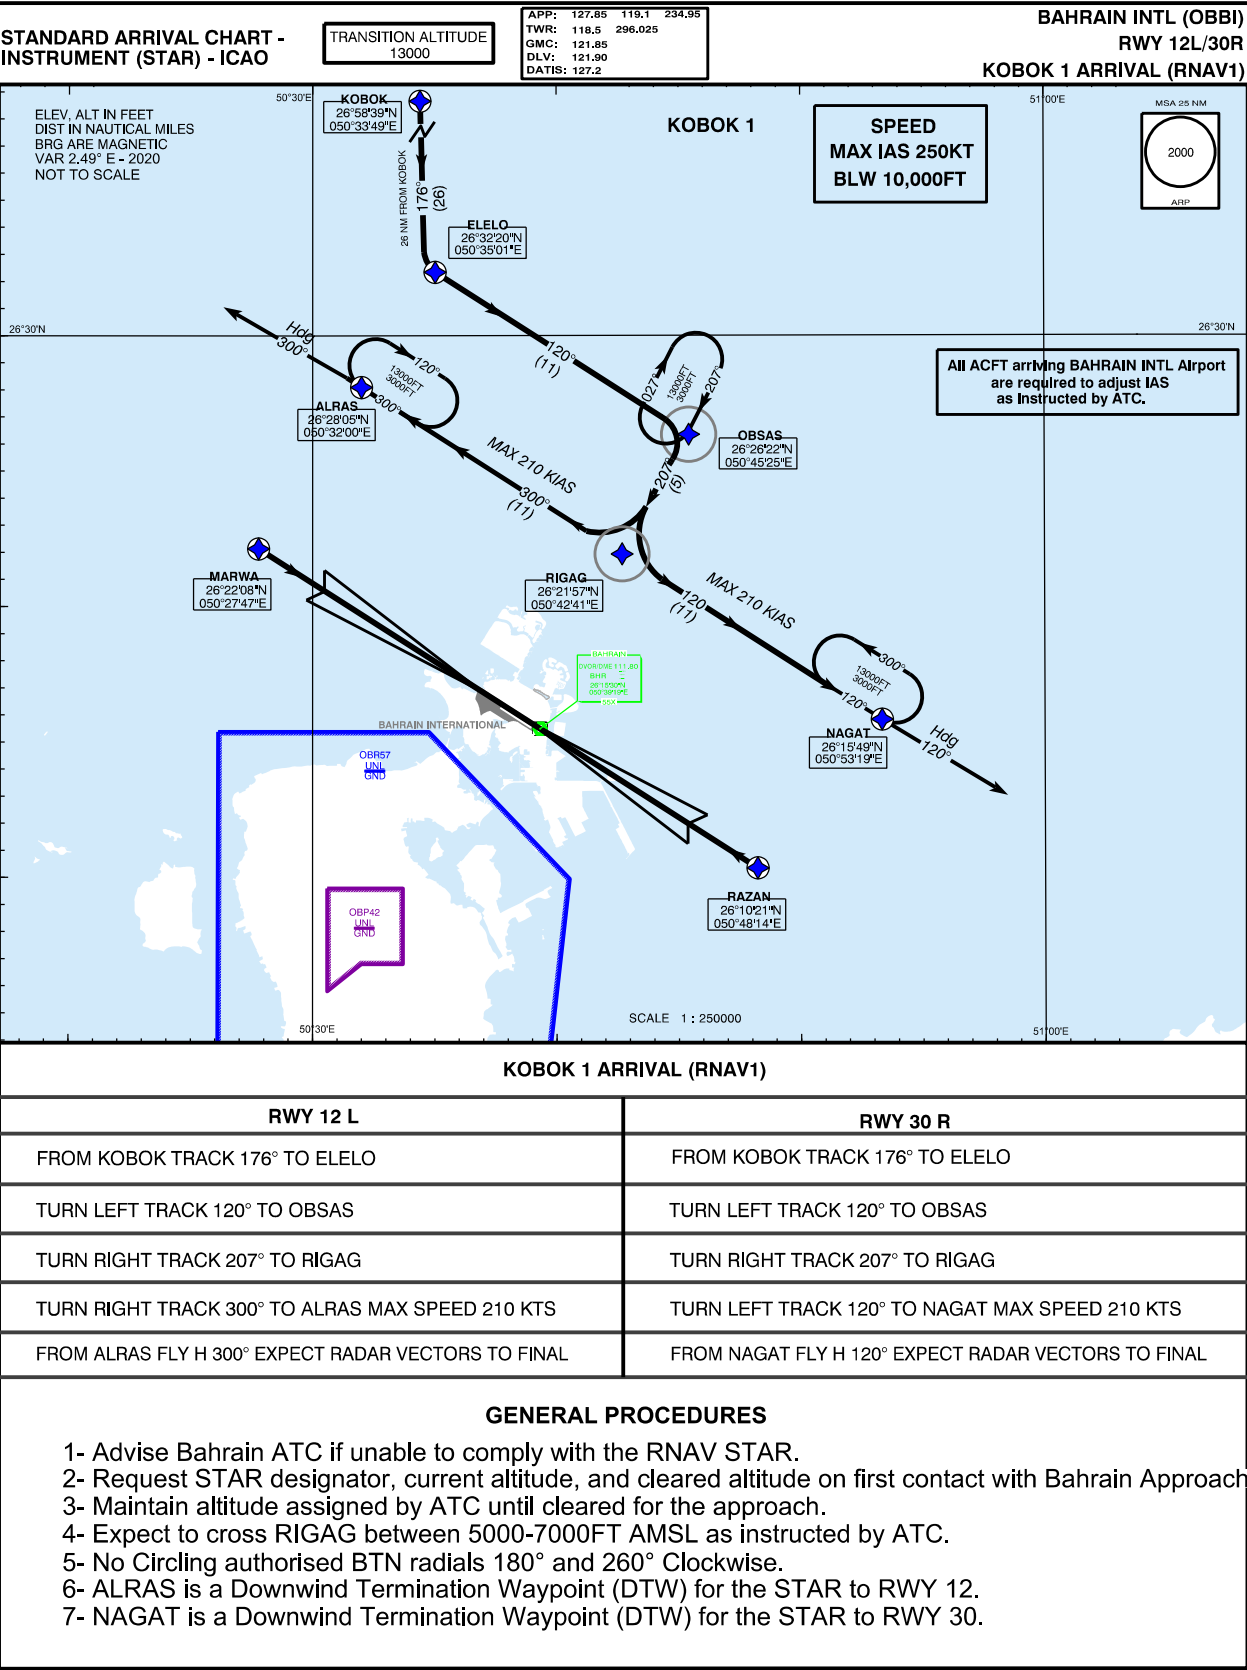 STANDARD ARRIVAL CHART -
INSTRUMENT (STAR) - ICAO
TRANSITION ALTITUDE
13000
APP: 127.85 119.1 234.95
TWR: 118.5 296.025
GMC: 121.85
DLV: 121.90
DATIS: 127.2
BAHRAIN INTL (OBBI)
RWY 12L/30R
KOBOK 1 ARRIVAL (RNAV1)
50°30'E
51°00'E
ELEV, ALT IN FEET
DIST IN NAUTICAL MILES
BRG ARE MAGNETIC
VAR 2.49° E - 2020
NOT TO SCALE
KOBOK
26°58'39"N
050°33'49"E
KOBOK 1
SPEED
MAX IAS 250KT
BLW 10,000FT
MSA 25 NM
2000
ARP
26 NM FROM KOBOK
176°
(26)
ELELO
26°32'20"N
050°35'01"E
26°30'N
26°30'N
Hdg
300°
120°
13000FT
3000FT
300°
ALRAS
26°28'05"N
050°32'00"E
120°
(11)
027°
13000FT
3000FT
207°
OBSAS
26°26'22"N
050°45'25"E
All ACFT arriving BAHRAIN INTL Airport
are required to adjust IAS
as instructed by ATC.
207°
(5)
MAX 210 KIAS
300°
(11)
MARWA
26°22'08"N
050°27'47"E
RIGAG
26°21'57"N
050°42'41"E
MAX 210 KIAS
120
(11)
300°
13000FT
3000FT
120°
NAGAT
26°15'49"N
050°53'19"E
Hdg
120°
BAHRAIN
DVOR/DME 111.80
BHR
55X
BAHRAIN INTERNATIONAL
OBR57
UNL
GND
OBP42
UNL
GND
RAZAN
26°10'21"N
050°48'14"E
SCALE 1 : 250000
50°30'E
51°00'E
KOBOK 1 ARRIVAL (RNAV1)
RWY 12 L
RWY 30 R
FROM KOBOK TRACK 176° TO ELELO
FROM KOBOK TRACK 176° TO ELELO
TURN LEFT TRACK 120° TO OBSAS
TURN LEFT TRACK 120° TO OBSAS
TURN RIGHT TRACK 207° TO RIGAG
TURN RIGHT TRACK 207° TO RIGAG
TURN RIGHT TRACK 300° TO ALRAS MAX SPEED 210 KTS
TURN LEFT TRACK 120° TO NAGAT MAX SPEED 210 KTS
FROM ALRAS FLY H 300° EXPECT RADAR VECTORS TO FINAL
FROM NAGAT FLY H 120° EXPECT RADAR VECTORS TO FINAL
GENERAL PROCEDURES
1- Advise Bahrain ATC if unable to comply with the RNAV STAR.
2- Request STAR designator, current altitude, and cleared altitude on first contact with Bahrain Approach
3- Maintain altitude assigned by ATC until cleared for the approach.
4- Expect to cross RIGAG between 5000-7000FT AMSL as instructed by ATC.
5- No Circling authorised BTN radials 180° and 260° Clockwise.
6- ALRAS is a Downwind Termination Waypoint (DTW) for the STAR to RWY 12.
7- NAGAT is a Downwind Termination Waypoint (DTW) for the STAR to RWY 30.